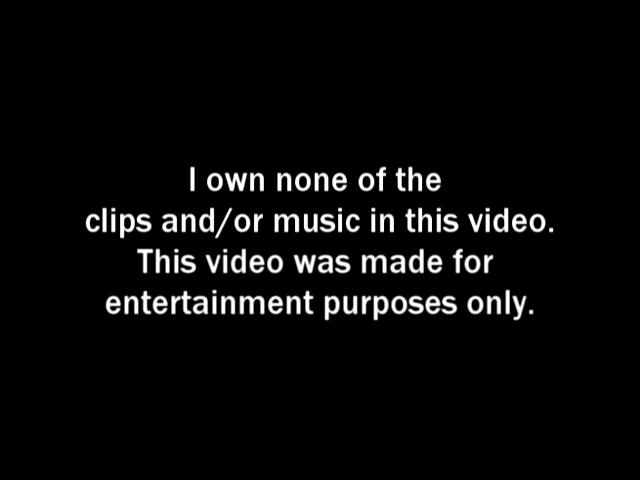 I own none of the
clips and/or music in this video.
This video was made for
entertainment purposes only.